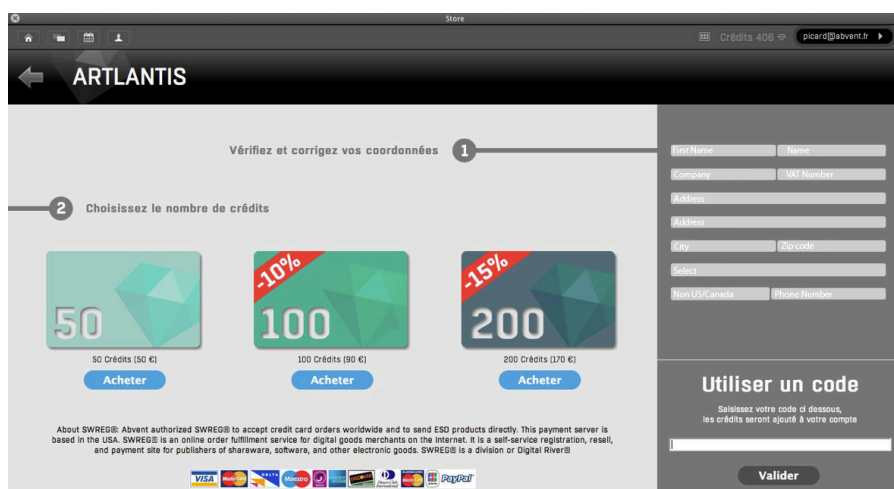 Store
Crédits 406
picard@abvent.fr
ARTLANTIS
Vérifiez et corrigez vos coordonnées
1
First Name
Name
Company
VAT Number
Address
Address
City
Zip code
Select
Non US/Canada
Phone Number
2
Choisissez le nombre de crédits
50
-10%
100
-15%
200
50 Crédits (50 €)
100 Crédits (90 €)
200 Crédits (170 €)
Acheter
Acheter
Acheter
Utiliser un code
Saisissez votre code ci dessous,
les crédits seront ajouté à votre compte
Valider
About SWREG®: Abvent authorized SWREG® to accept credit card orders worldwide and to send ESD products directly. This payment server is
based in the USA. SWREG® is an online order fulfillment service for digital goods merchants on the Internet. It is a self-service registration, resell,
and payment site for publishers of shareware, software, and other electronic goods. SWREG® is a division or Digital River®
VISA
MasterCard
DELTA
Maestro
DISCOVER
PayPal